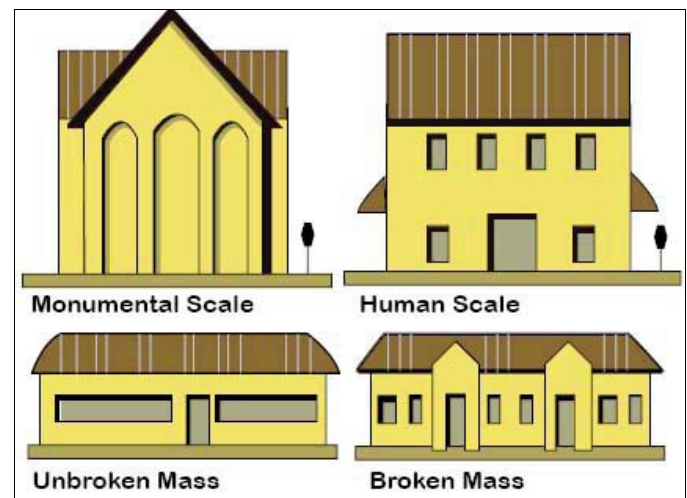 Monumental Scale
Human Scale
Unbroken Mass
Broken Mass